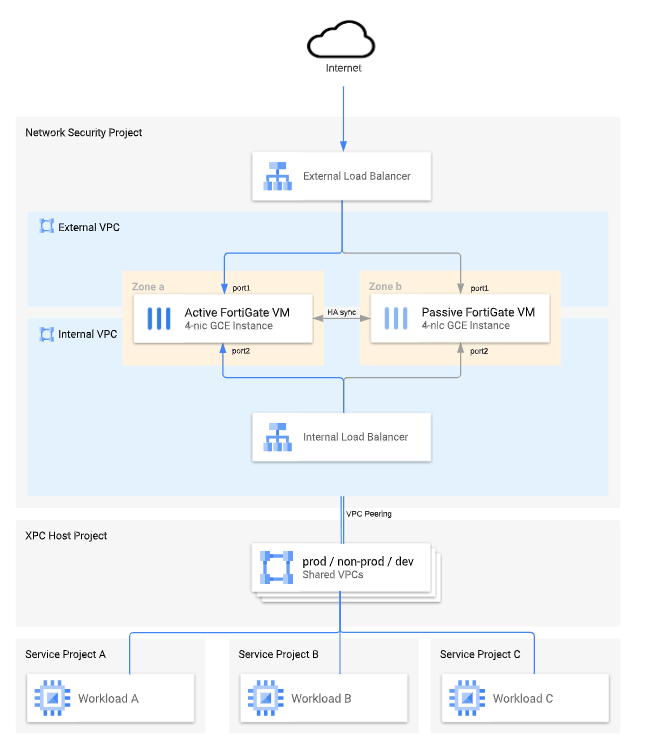 Internet
Network Security Project
External Load Balancer
External VPC
Zone a
Zone b
port1
port1
Active FortiGate VM
4-nic GCE Instance
HA sync
Passive FortiGate VM
4-nic GCE Instance
Internal VPC
port2
port2
Internal Load Balancer
VPC Peering
XPC Host Project
prod / non-prod / dev
Shared VPCs
Service Project A
Service Project B
Service Project C
Workload A
Workload B
Workload C